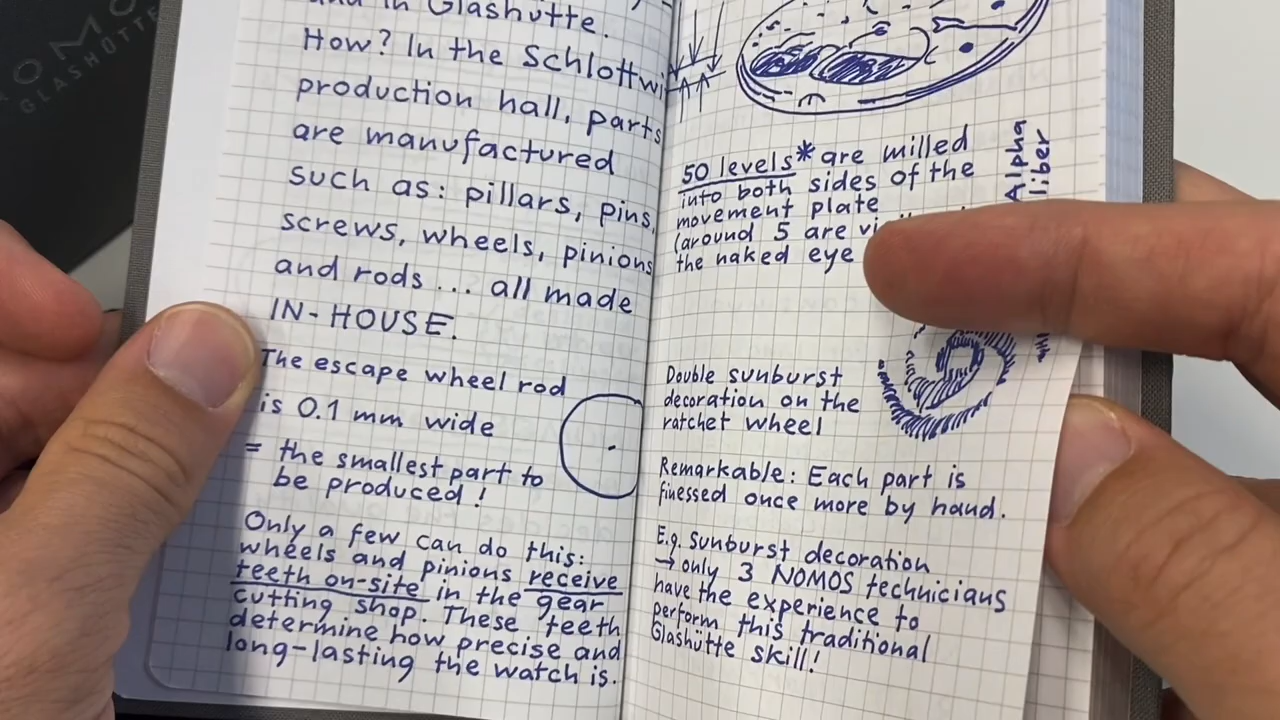 OMO
GLASHÜTTE
and in Glashütte.
How? In the Schlottwi
production hall, parts
are manufactured
such as: pillars, pins,
screws, wheels, pinions
and rods ... all made
IN-HOUSE.
The escape wheel rod
is 0.1 mm wide
= the smallest part to
be produced!
Only a few can do this:
wheels and pinions receive
teeth on-site in the gear
cutting shop. These teeth
determine how precise and
long-lasting the watch is.
50 levels* are milled
into both sides of the
movement plate
(around 5 are vi
the naked eye
Alpha
liber
Double sunburst
decoration on the
ratchet wheel
Remarkable: Each part is
finessed once more by hand.
E.g. sunburst decoration
→ only 3 NOMOS technicians
have the experience to
perform this traditional
Glashütte skill!